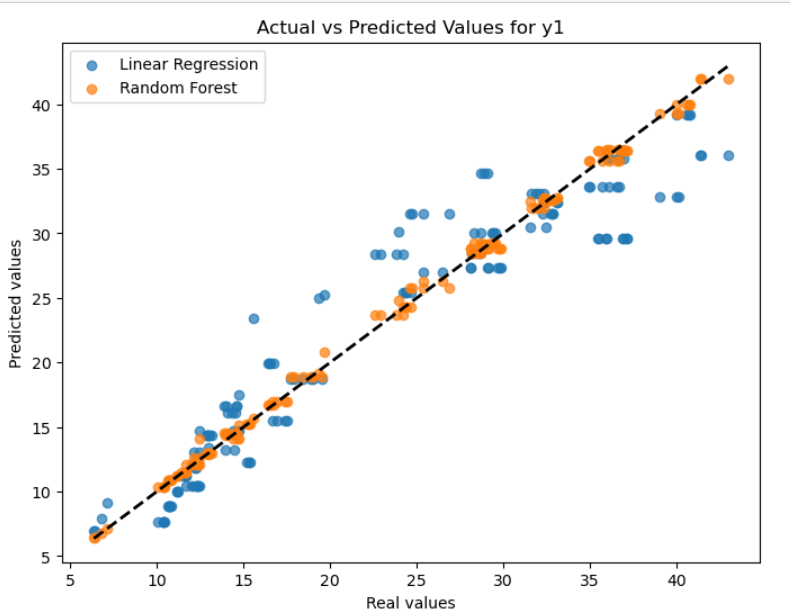 Actual vs Predicted Values for y1
Linear Regression
Random Forest
Predicted values
40
35
30
25
20
15
10
5
5 10 15 20 25 30 35 40
Real values